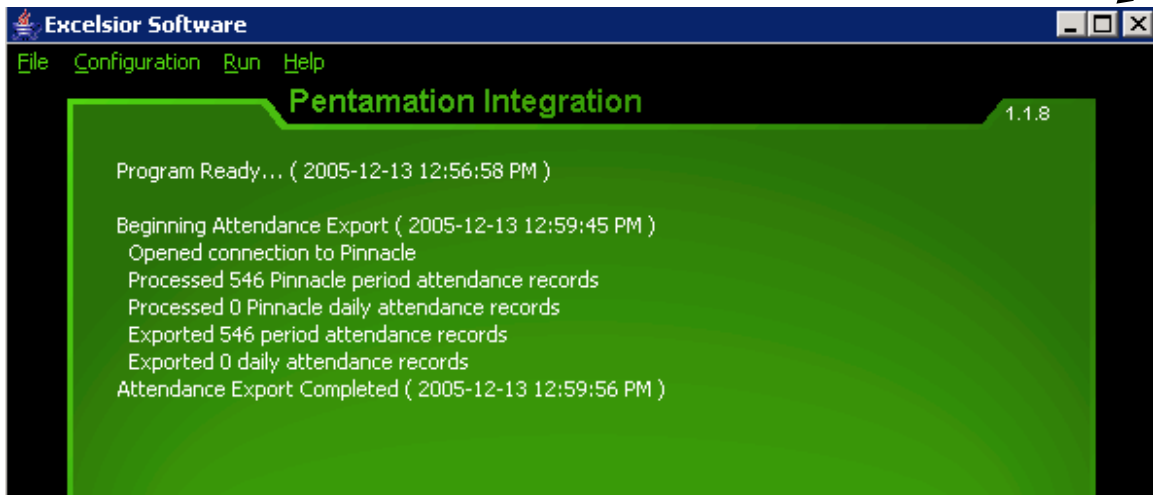 Excelsior Software
File Configuration Run Help
Pentamation Integration
1.1.8
Program Ready... ( 2005-12-13 12:56:58 PM )
Beginning Attendance Export ( 2005-12-13 12:59:45 PM )
Opened connection to Pinnacle
Processed 546 Pinnacle period attendance records
Processed 0 Pinnacle daily attendance records
Exported 546 period attendance records
Exported 0 daily attendance records
Attendance Export Completed ( 2005-12-13 12:59:56 PM )